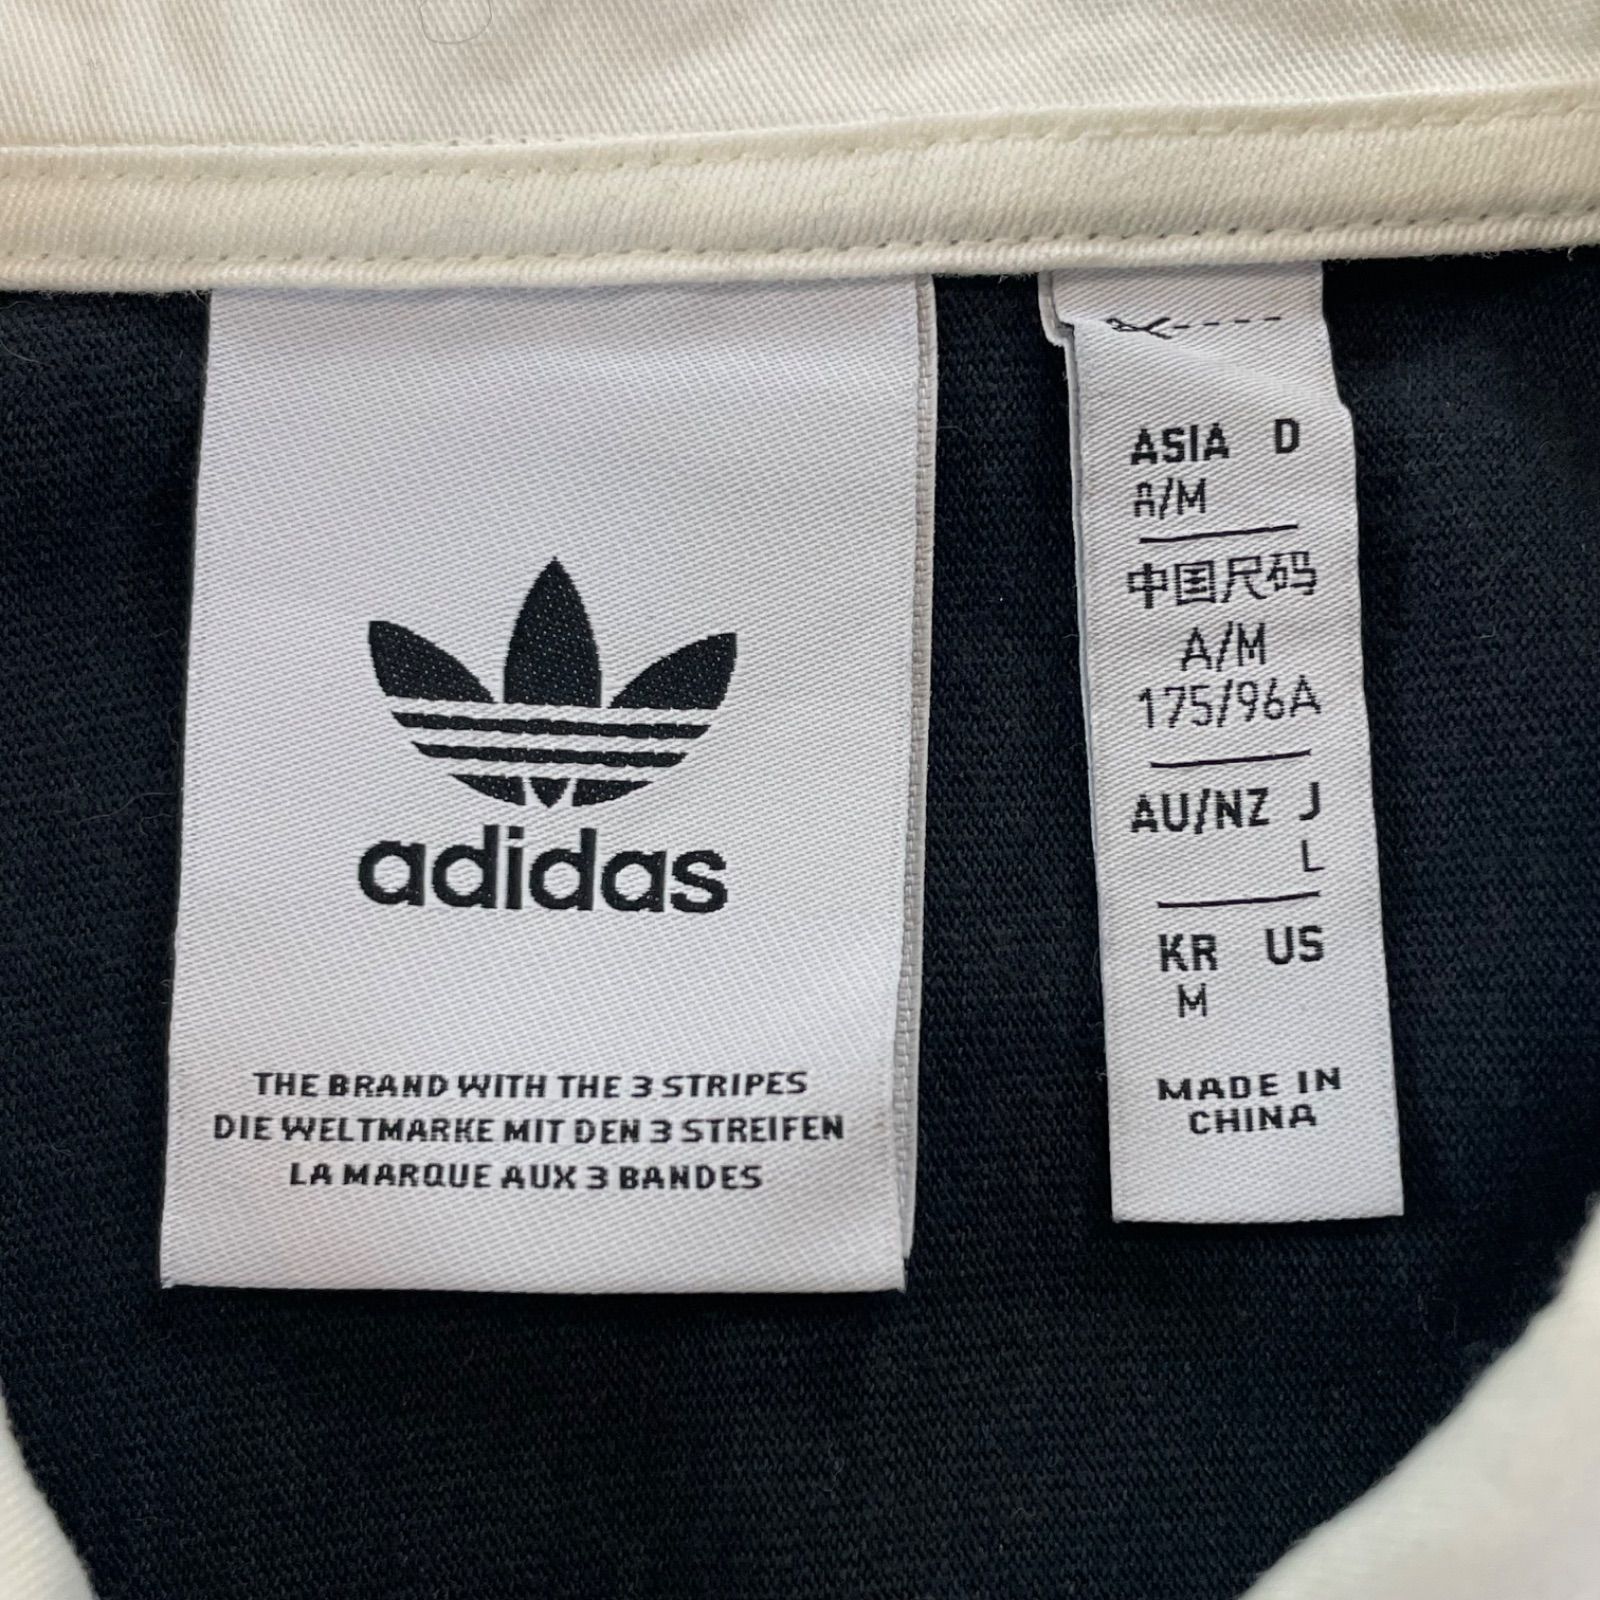 adidas
THE BRAND WITH THE 3 STRIPES
DIE WELTMARKE MIT DEN 3 STREIFEN
LA MARQUE AUX 3 BANDES
ASIA D
A/M
中国尺码
A/M
175/96A
AU/NZ J
L
KR US
M
MADE IN
CHINA